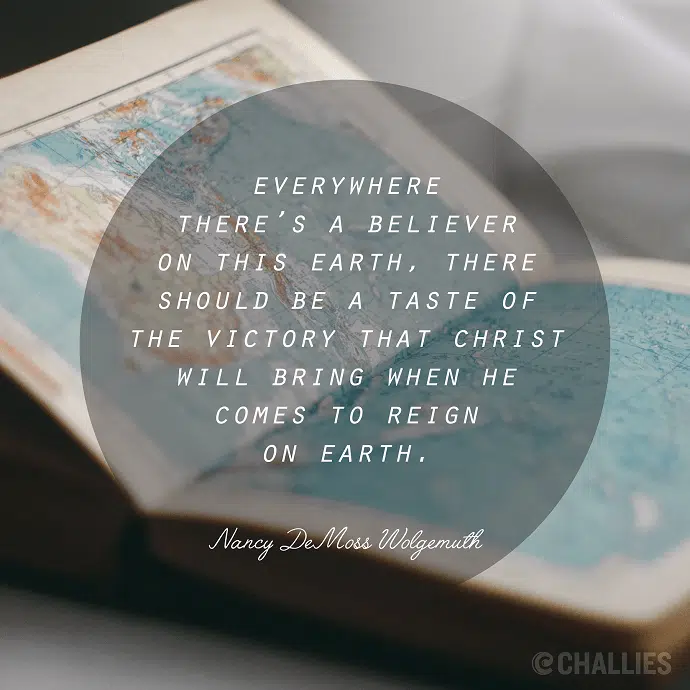 EVERYWHERE
THERE'S A BELIEVER
ON THIS EARTH, THERE
SHOULD BE A TASTE OF
THE VICTORY THAT CHRIST
WILL BRING WHEN HE
COMES TO REIGN
ON EARTH.
Nancy DeMoss Wolgemuth
CHALLIES